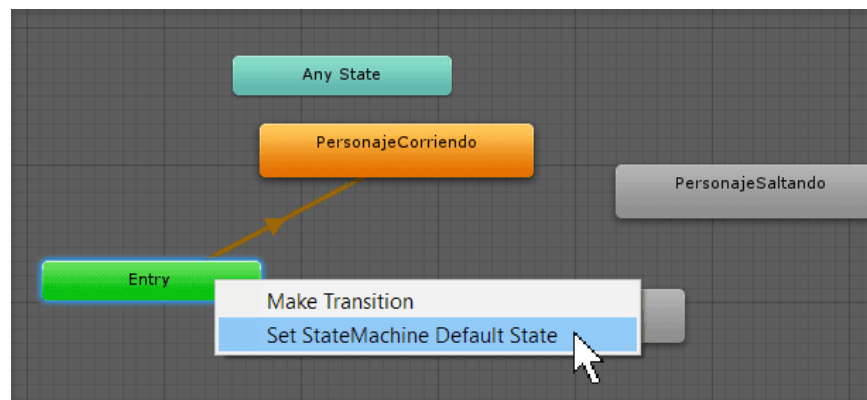 Any State
PersonajeCorriendo
PersonajeSaltando
Entry
Make Transition
Set StateMachine Default State